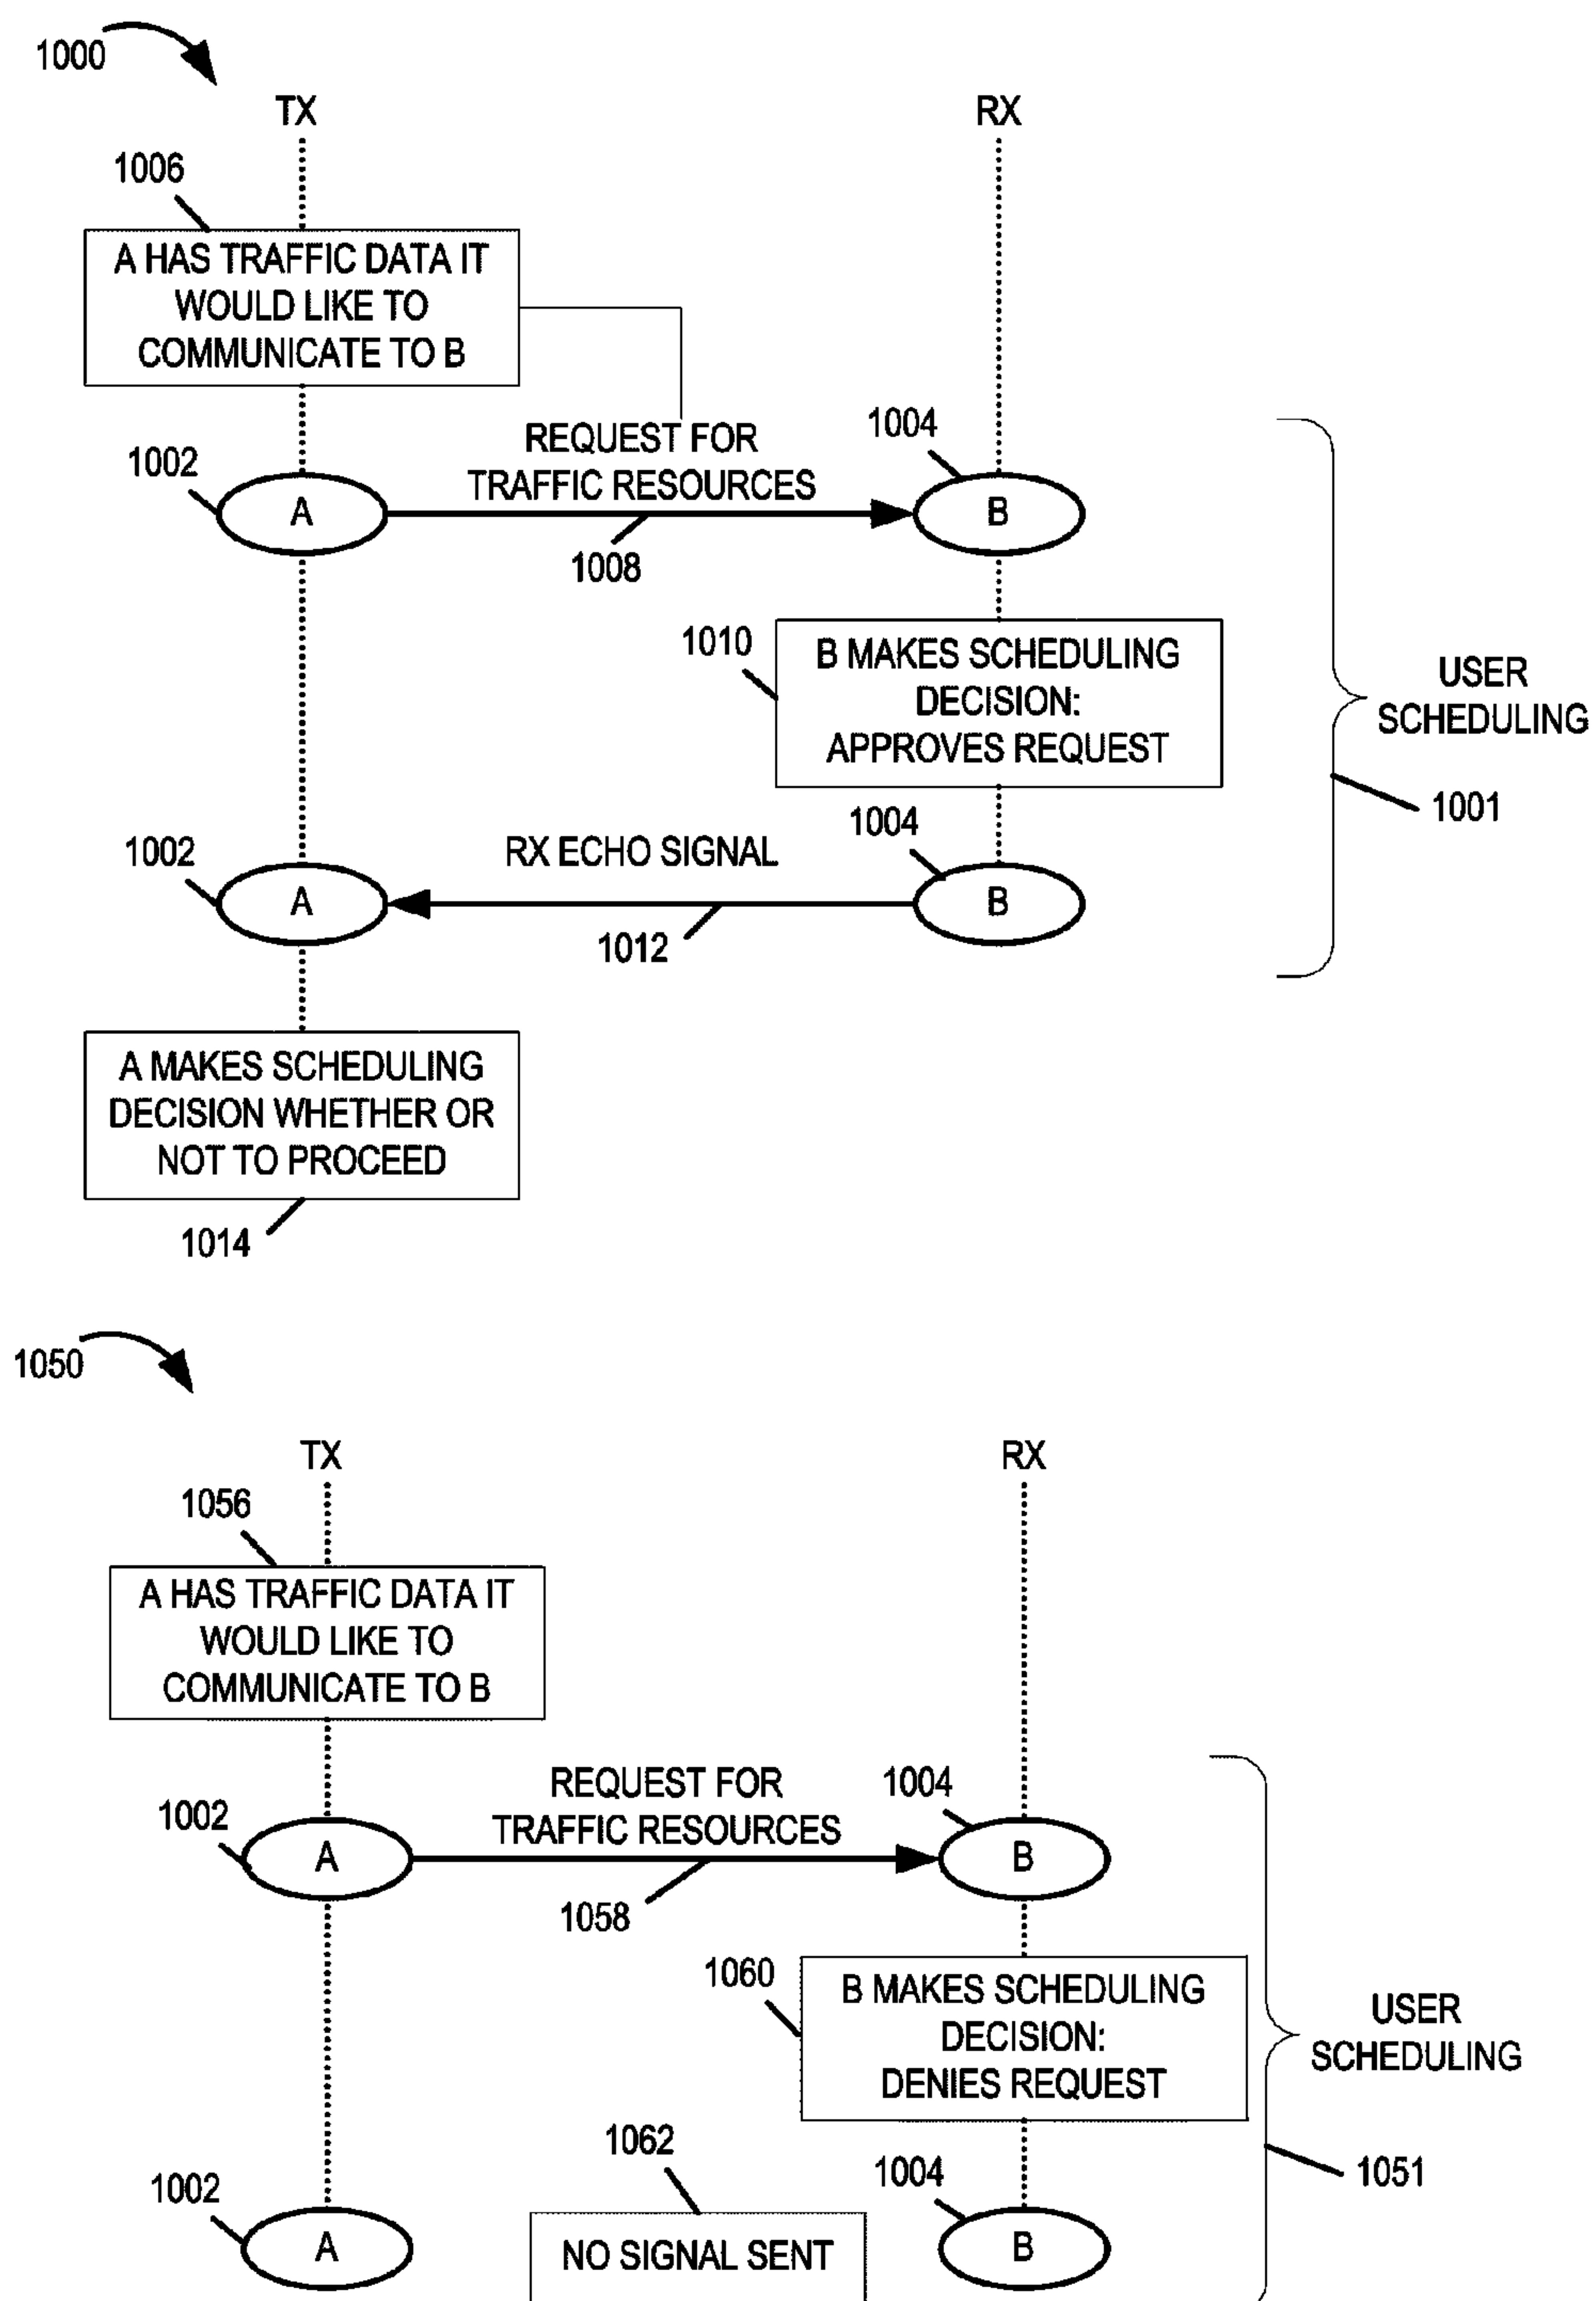 1000
TX
RX
1006
A HAS TRAFFIC DATA IT
WOULD LIKE TO
COMMUNICATE TO B
1002
REQUEST FOR
TRAFFIC RESOURCES
1004
A
B
1008
1010
B MAKES SCHEDULING
DECISION:
APPROVES REQUEST
USER
SCHEDULING
1001
1002
RX ECHO SIGNAL
1004
A
B
1012
A MAKES SCHEDULING
DECISION WHETHER OR
NOT TO PROCEED
1014
1050
TX
RX
1056
A HAS TRAFFIC DATA IT
WOULD LIKE TO
COMMUNICATE TO B
1002
REQUEST FOR
TRAFFIC RESOURCES
1004
A
B
1058
1060
B MAKES SCHEDULING
DECISION:
DENIES REQUEST
USER
SCHEDULING
1051
1002
1062
1004
A
NO SIGNAL SENT
B